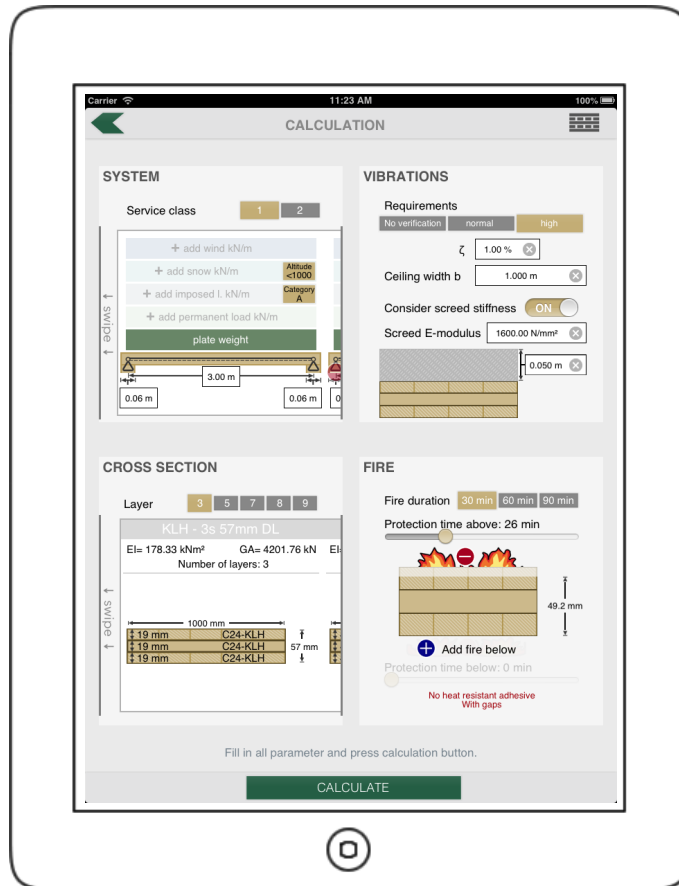 Carrier 11:23 AM 100%
CALCULATION
SYSTEM
Service class 1 2
+ add wind kN/m
+ add snow kN/m Altitude <1000
+ add imposed l. kN/m Category A
+ add permanent load kN/m
plate weight
← swipe ←
3.00 m
0.06 m 0.06 m 0
VIBRATIONS
Requirements
No verification normal high
ζ 1.00 %
Ceiling width b 1.000 m
Consider screed stiffness ON
Screed E-modulus 1600.00 N/mm²
0.050 m
CROSS SECTION
Layer 3 5 7 8 9
KLH - 3s 57mm DL
EI= 178.33 kNm² GA= 4201.76 kN EI
Number of layers: 3
← swipe ←
1000 mm
19 mm C24-KLH
19 mm C24-KLH
19 mm C24-KLH
57 mm
FIRE
Fire duration 30 min 60 min 90 min
Protection time above: 26 min
49.2 mm
Add fire below
Protection time below: 0 min
No heat resistant adhesive
With gaps
Fill in all parameter and press calculation button.
CALCULATE